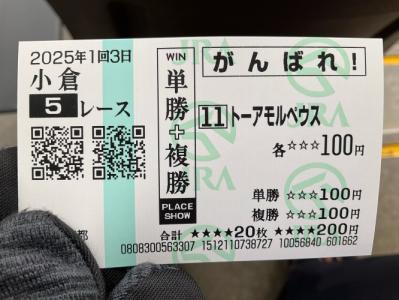 2025年1回3日
小倉
5レース
WIN
単勝+複勝
PLACE
SHOW
JRA
がんばれ!
11 トーアモルペウス
各☆☆☆100円
単勝 ☆☆☆100円
複勝 ☆☆☆100円
都
合計 ★★★★20枚 ★★★★200円
0808300563307 1512110738727 10056840 601662